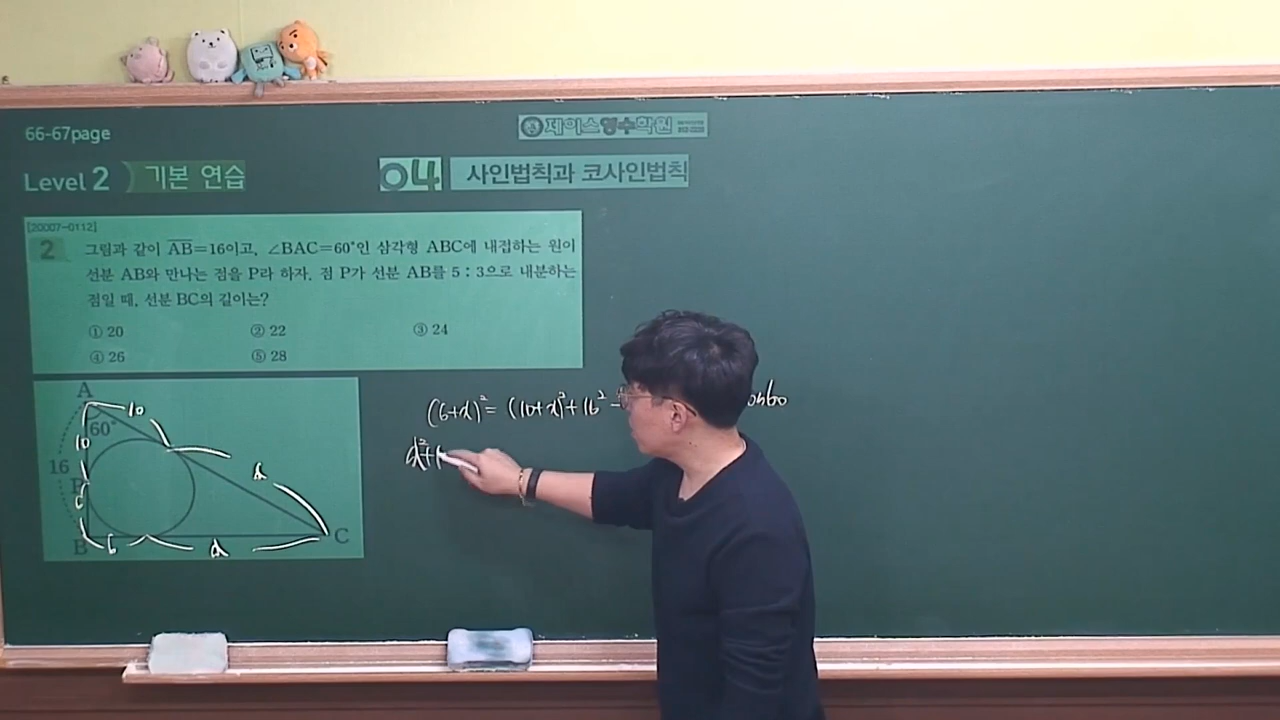 66-67page
제이스영수학원
Level 2 기본 연습
04 사인법칙과 코사인법칙
[20007-0112]
2 그림과 같이 AB=16이고, ∠BAC=60°인 삼각형 ABC에 내접하는 원이
선분 AB와 만나는 점을 P라 하자. 점 P가 선분 AB를 5 : 3으로 내분하는
점일 때, 선분 BC의 길이는?
① 20 ② 22 ③ 24
④ 26 ⑤ 28
A
10
60°
10
16
P
6
x
B
6
x
C
(6+x)² = (10+x)² + 16² -
os60
x²+1